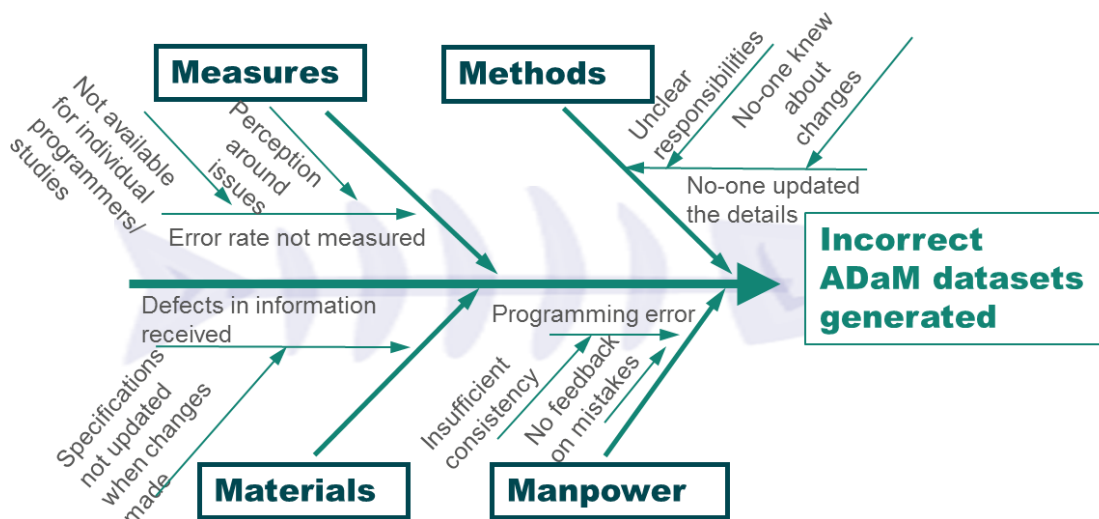 Measures
Methods
Not available
for individual
programmers/
studies
Perception
around
issues
Error rate not measured
Unclear
responsibilities
No-one knew
about
changes
No-one updated
the details
Incorrect
ADaM datasets
generated
Defects in information
received
Specifications
not updated
when changes
made
Programming error
Insufficient
consistency
No feedback
on mistakes
Materials
Manpower